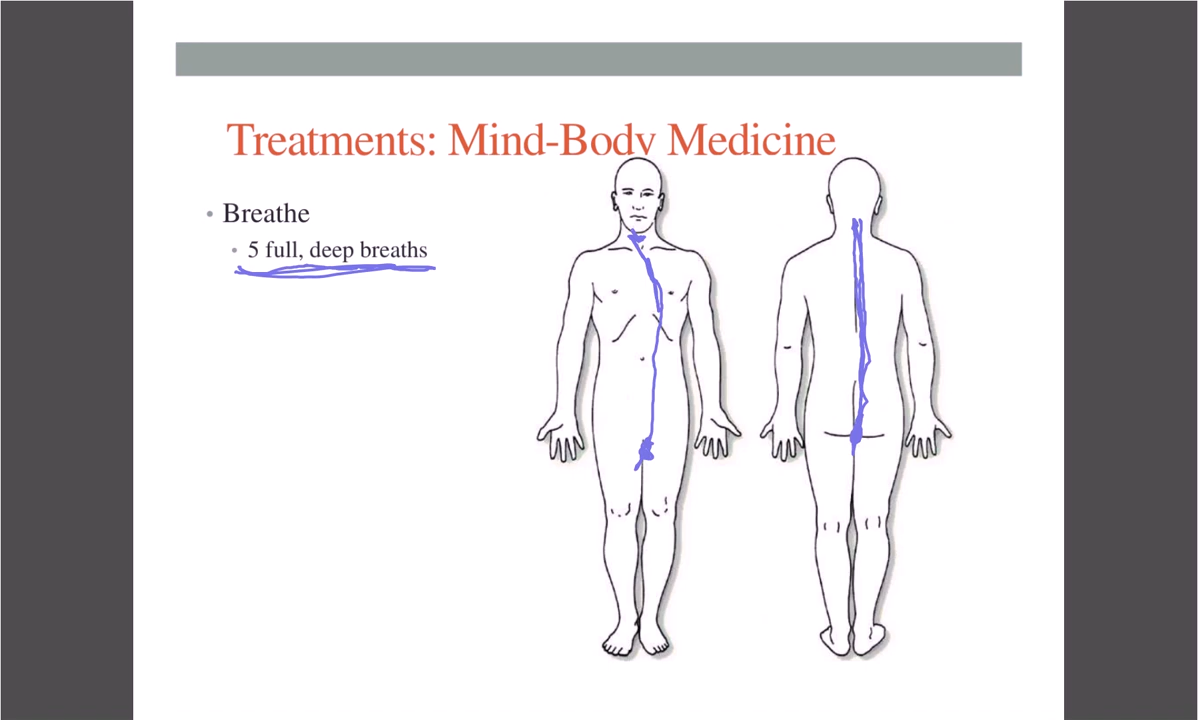 Treatments: Mind-Body Medicine
• Breathe
• 5 full, deep breaths